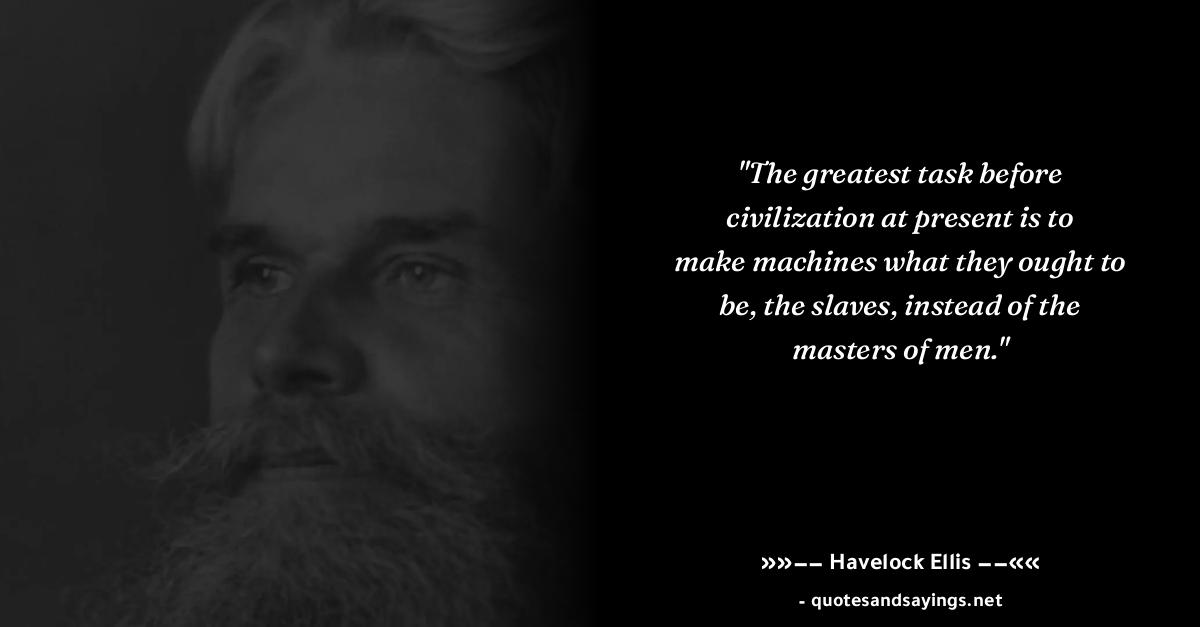 "The greatest task before
civilization at present is to
make machines what they ought to
be, the slaves, instead of the
masters of men."
»»−− Havelock Ellis −−««
- quotesandsayings.net